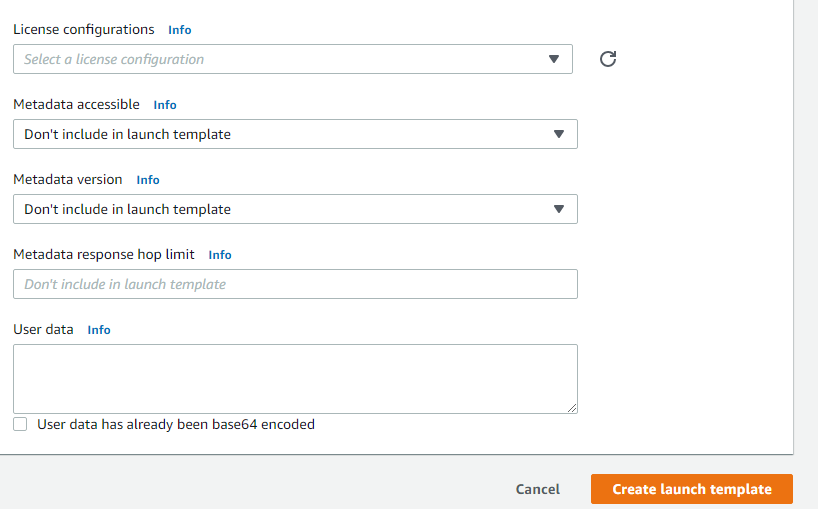 License configurations Info
Select a license configuration
Metadata accessible Info
Don't include in launch template
Metadata version Info
Don't include in launch template
Metadata response hop limit Info
Don't include in launch template
User data Info
User data has already been base64 encoded
Cancel Create launch template